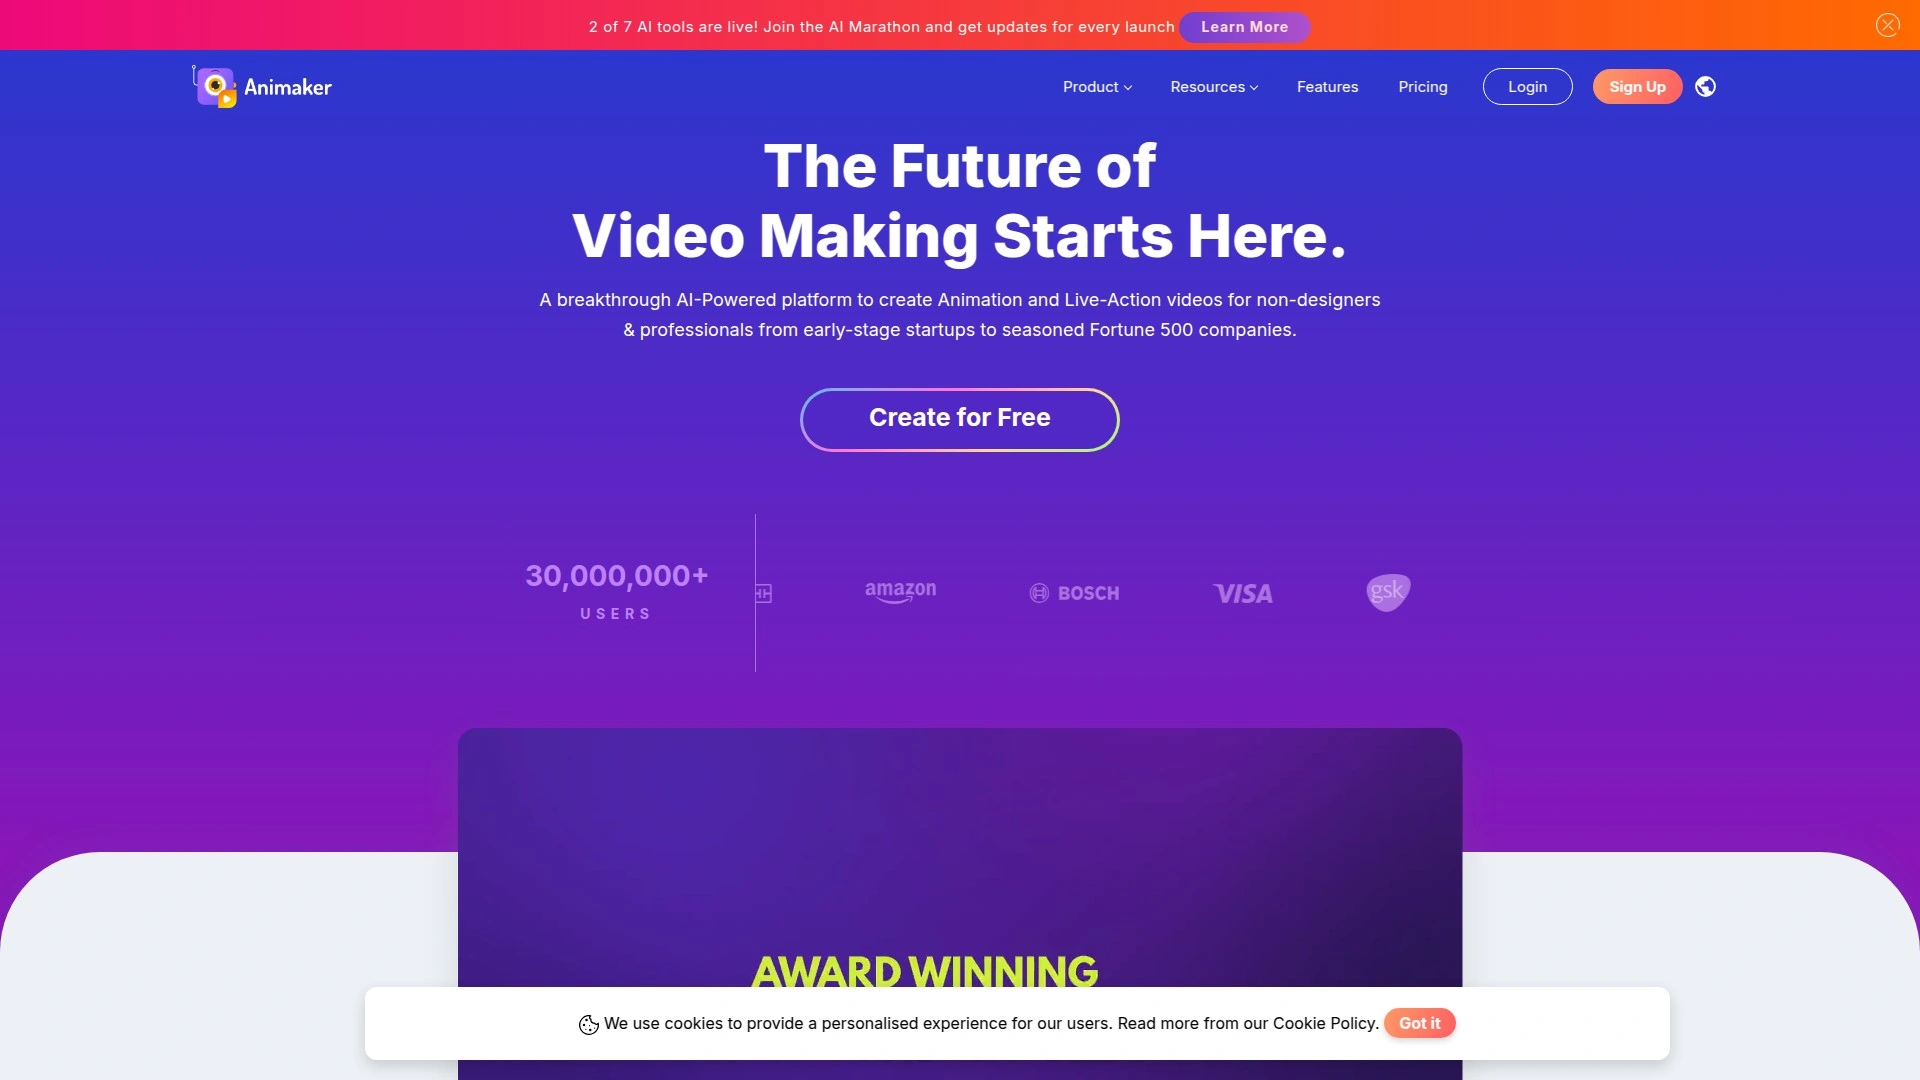 2 of 7 AI tools are live! Join the AI Marathon and get updates for every launch Learn More
Animaker
Product Resources Features Pricing Login Sign Up
The Future of
Video Making Starts Here.
A breakthrough AI-Powered platform to create Animation and Live-Action videos for non-designers
& professionals from early-stage startups to seasoned Fortune 500 companies.
Create for Free
30,000,000+
USERS
amazon
BOSCH
VISA
gsk
AWARD WINNING
We use cookies to provide a personalised experience for our users. Read more from our Cookie Policy. Got it